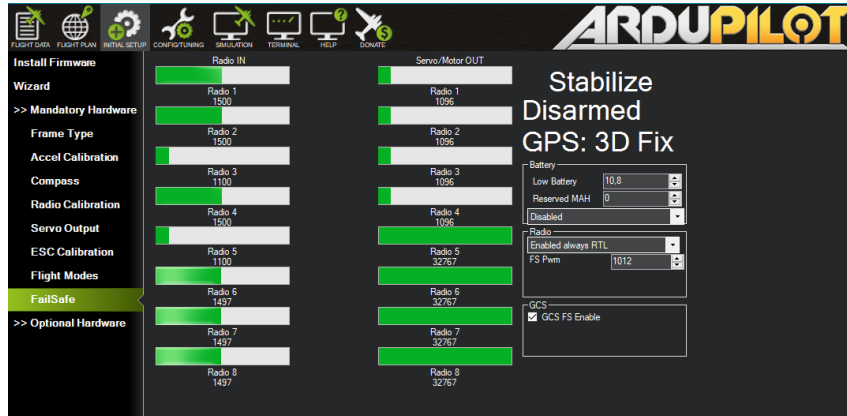 FLIGHT DATA FLIGHT PLAN INITIAL SETUP CONFIG/TUNING SIMULATION TERMINAL HELP DONATE
ARDUPILOT
Install Firmware
Wizard
>> Mandatory Hardware
Frame Type
Accel Calibration
Compass
Radio Calibration
Servo Output
ESC Calibration
Flight Modes
FailSafe
>> Optional Hardware
Radio IN
Radio 1
1500
Radio 2
1500
Radio 3
1100
Radio 4
1500
Radio 5
1100
Radio 6
1497
Radio 7
1497
Radio 8
1497
Servo/Motor OUT
Radio 1
1096
Radio 2
1096
Radio 3
1096
Radio 4
1096
Radio 5
32767
Radio 6
32767
Radio 7
32767
Radio 8
32767
Stabilize
Disarmed
GPS: 3D Fix
Battery
Low Battery 10,8
Reserved MAH 0
Disabled
Radio
Enabled always RTL
FS Pwm 1012
GCS
GCS FS Enable